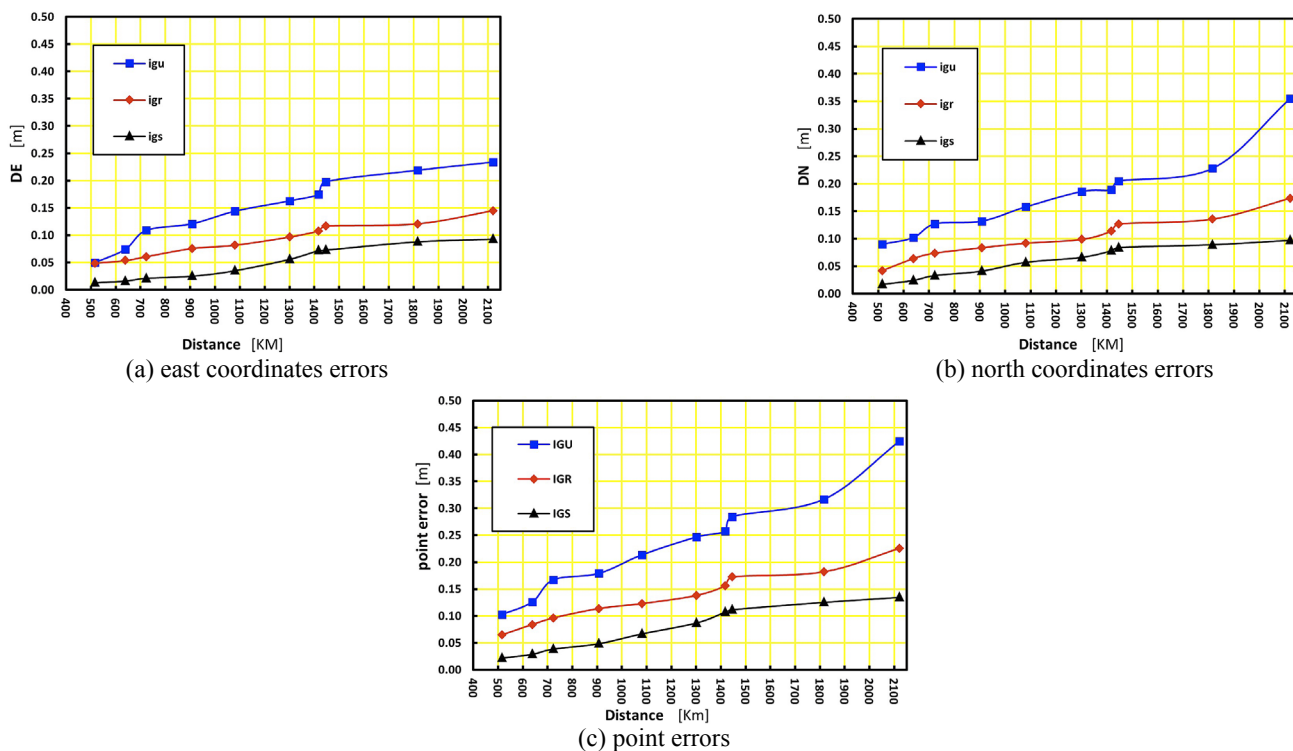 0.50
0.45
0.40
0.35
0.30
0.25
0.20
0.15
0.10
0.05
0.00
DE [m]
igu
igr
igs
400 500 600 700 800 900 1000 1100 1200 1300 1400 1500 1600 1700 1800 1900 2000 2100
Distance [KM]
(a) east coordinates errors
0.50
0.45
0.40
0.35
0.30
0.25
0.20
0.15
0.10
0.05
0.00
DN [m]
igu
igr
igs
400 500 600 700 800 900 1000 1100 1200 1300 1400 1500 1600 1700 1800 1900 2000 2100
Distance [KM]
(b) north coordinates errors
0.50
0.45
0.40
0.35
0.30
0.25
0.20
0.15
0.10
0.05
0.00
point error [m]
IGU
IGR
IGS
400 500 600 700 800 900 1000 1100 1200 1300 1400 1500 1600 1700 1800 1900 2000 2100
Distance [Km]
(c) point errors